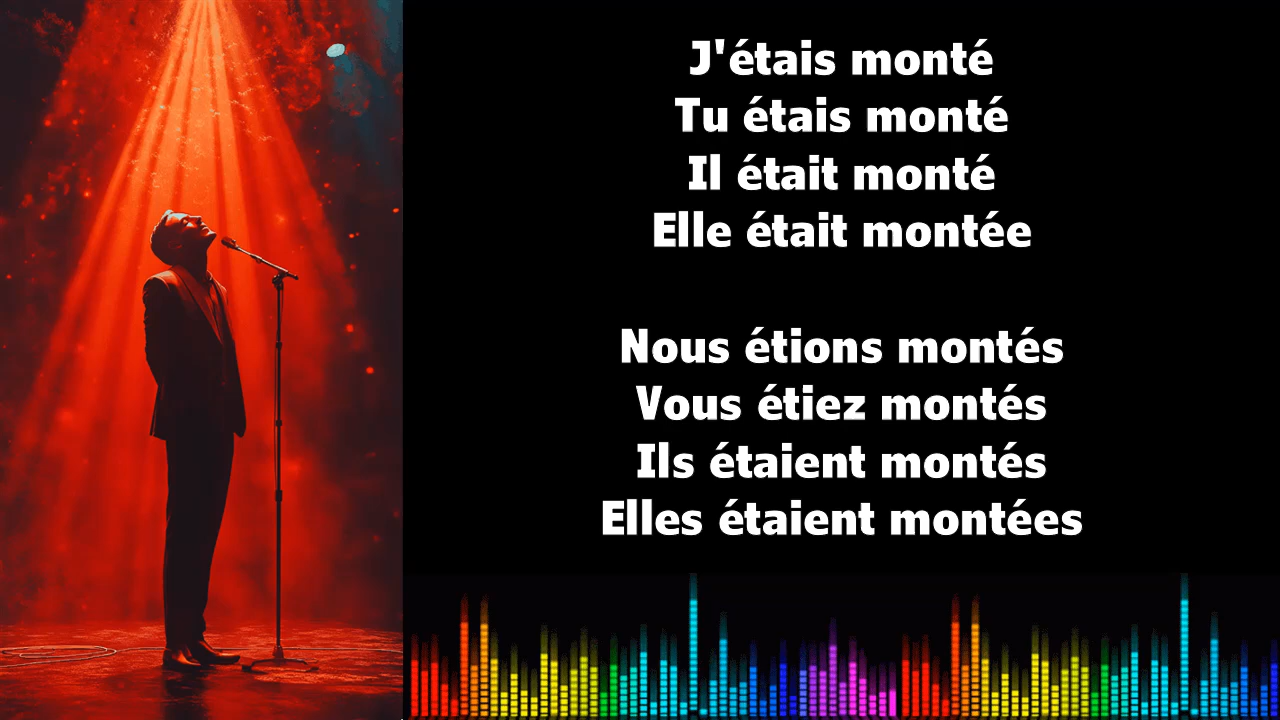 J'étais monté
Tu étais monté
Il était monté
Elle était montée
Nous étions montés
Vous étiez montés
Ils étaient montés
Elles étaient montées